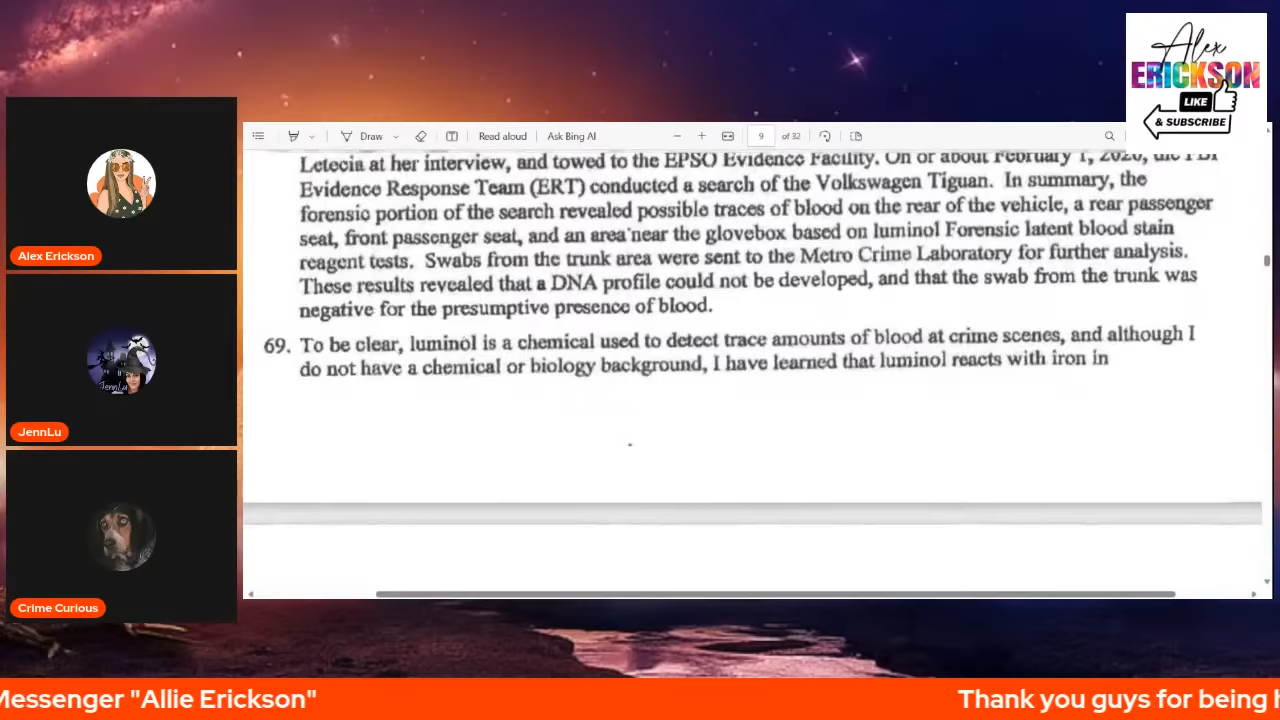 Alex
ERICKSON
LIKE
& SUBSCRIBE
Draw
Read aloud
Ask Bing AI
9
of 32
Letecia at her interview, and towed to the EPSO Evidence Facility. On or about February 1, 2020, the FBI
Evidence Response Team (ERT) conducted a search of the Volkswagen Tiguan. In summary, the
forensic portion of the search revealed possible traces of blood on the rear of the vehicle, a rear passenger
seat, front passenger seat, and an area near the glovebox based on luminol Forensic latent blood stain
reagent tests. Swabs from the trunk area were sent to the Metro Crime Laboratory for further analysis.
These results revealed that a DNA profile could not be developed, and that the swab from the trunk was
negative for the presumptive presence of blood.
69. To be clear, luminol is a chemical used to detect trace amounts of blood at crime scenes, and although I
do not have a chemical or biology background, I have learned that luminol reacts with iron in
Alex Erickson
JennLu
JennLu
Crime Curious
Messenger "Allie Erickson"
Thank you guys for being